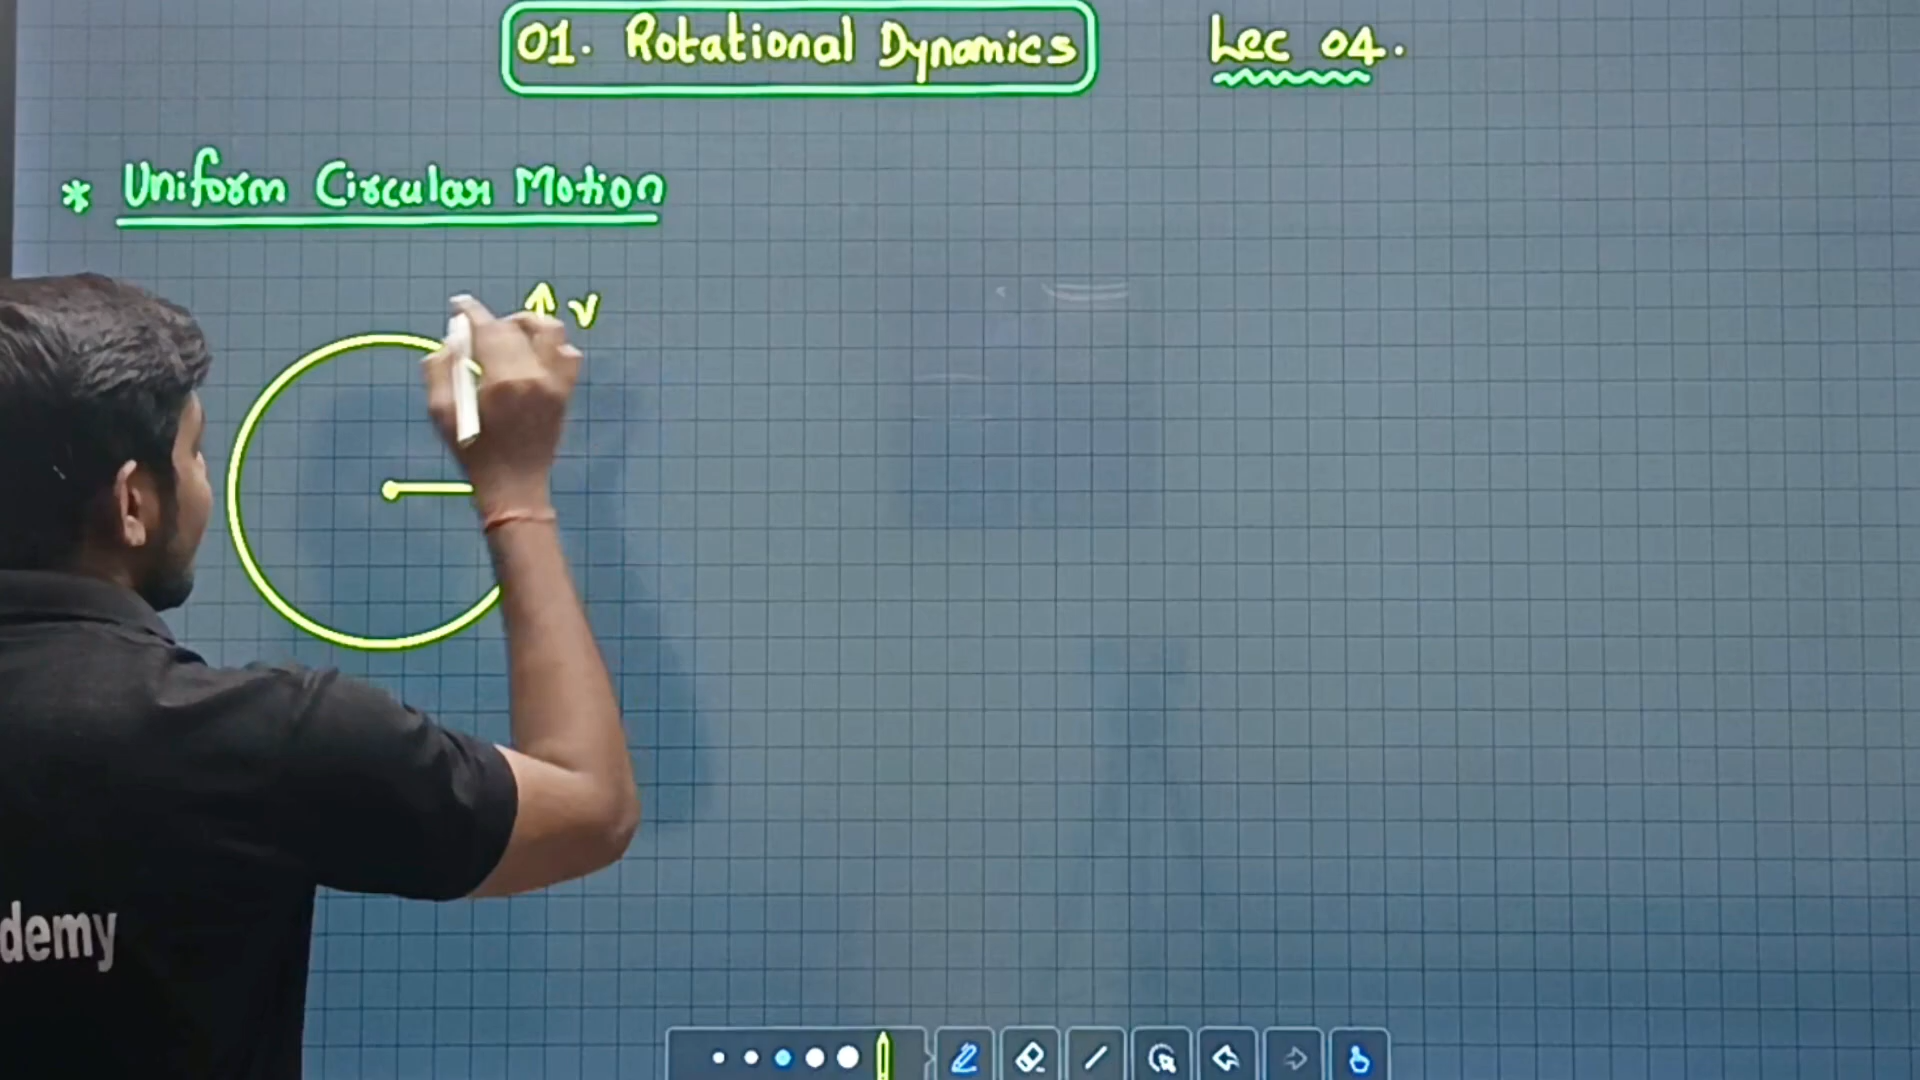 01. Rotational Dynamics Lec 04.
* Uniform Circular Motion
v
demy